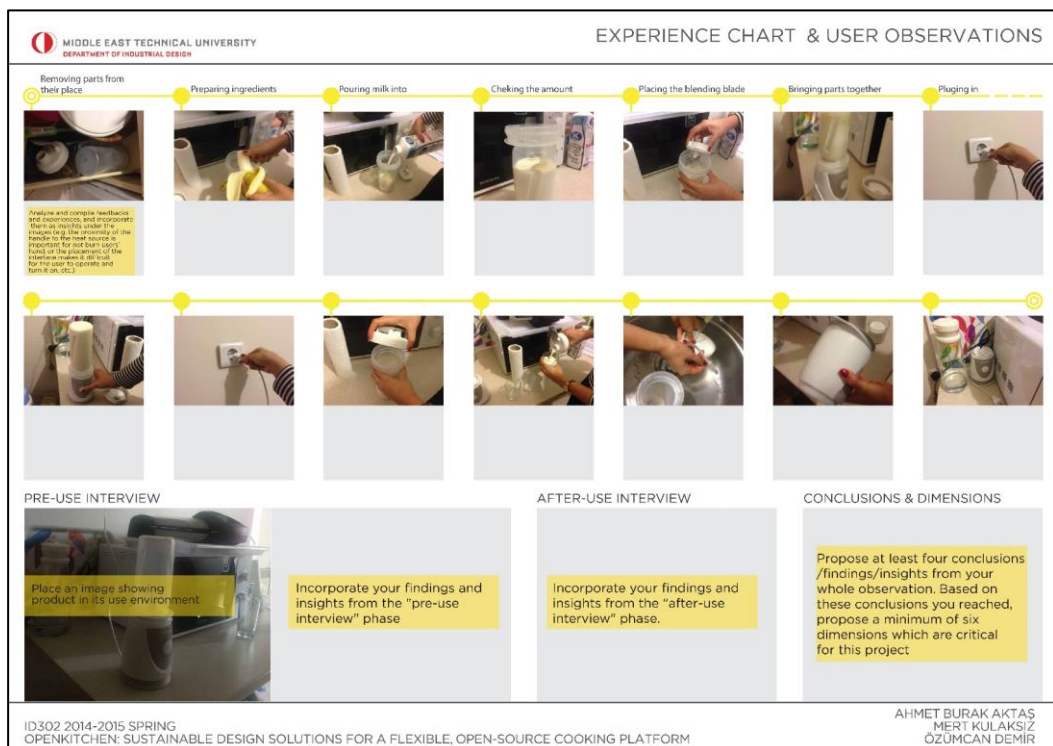 MIDDLE EAST TECHNICAL UNIVERSITY
DEPARTMENT OF INDUSTRIAL DESIGN
EXPERIENCE CHART & USER OBSERVATIONS
Removing parts from
their place
Preparing ingredients
Pouring milk into
Cheking the amount
Placing the blending blade
Bringing parts together
Pluging in
Analyze and compile feedbacks
and experiences, and incorporate
them as insights under the
images (e.g. the proximity of the
handle to the heat source is
important for not burn users'
hand, or the placement of the
interface makes it difficult
for the user to operate and
turn it on, etc.)
PRE-USE INTERVIEW
Place an image showing
product in its use environment
Incorporate your findings and
insights from the "pre-use
interview" phase
AFTER-USE INTERVIEW
Incorporate your findings and
insights from the "after-use
interview" phase.
CONCLUSIONS & DIMENSIONS
Propose at least four conclusions
/findings/insights from your
whole observation. Based on
these conclusions you reached,
propose a minimum of six
dimensions which are critical
for this project
ID302 2014-2015 SPRING
OPENKITCHEN: SUSTAINABLE DESIGN SOLUTIONS FOR A FLEXIBLE, OPEN-SOURCE COOKING PLATFORM
AHMET BURAK AKTAŞ
MERT KULAKSIZ
ÖZÜMCAN DEMİR